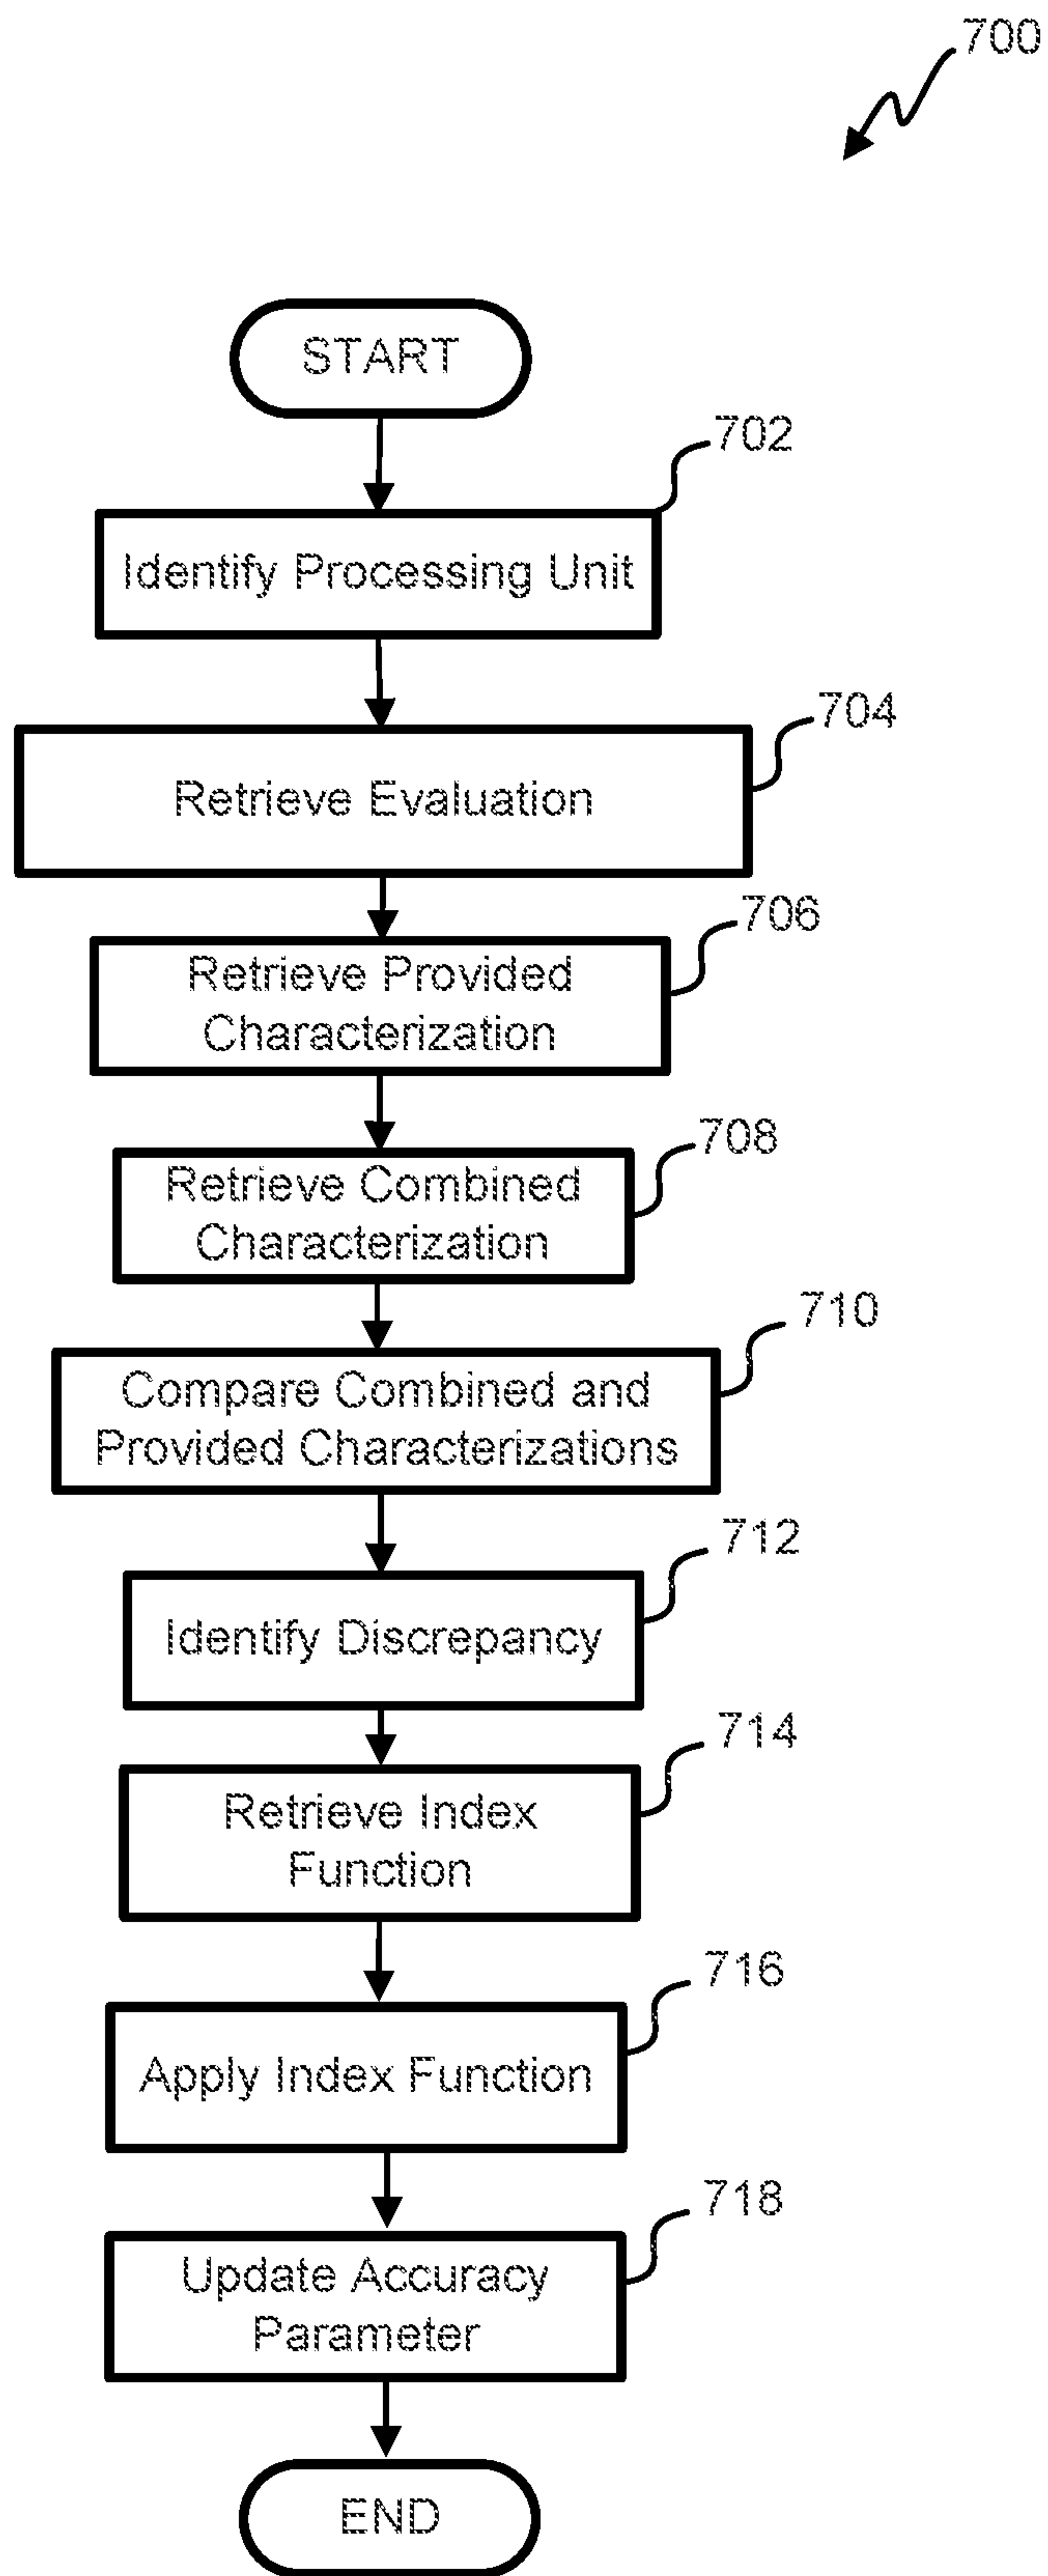 700
START
702
Identify Processing Unit
704
Retrieve Evaluation
706
Retrieve Provided
Characterization
708
Retrieve Combined
Characterization
710
Compare Combined and
Provided Characterizations
712
Identify Discrepancy
714
Retrieve Index
Function
716
Apply Index Function
718
Update Accuracy
Parameter
END